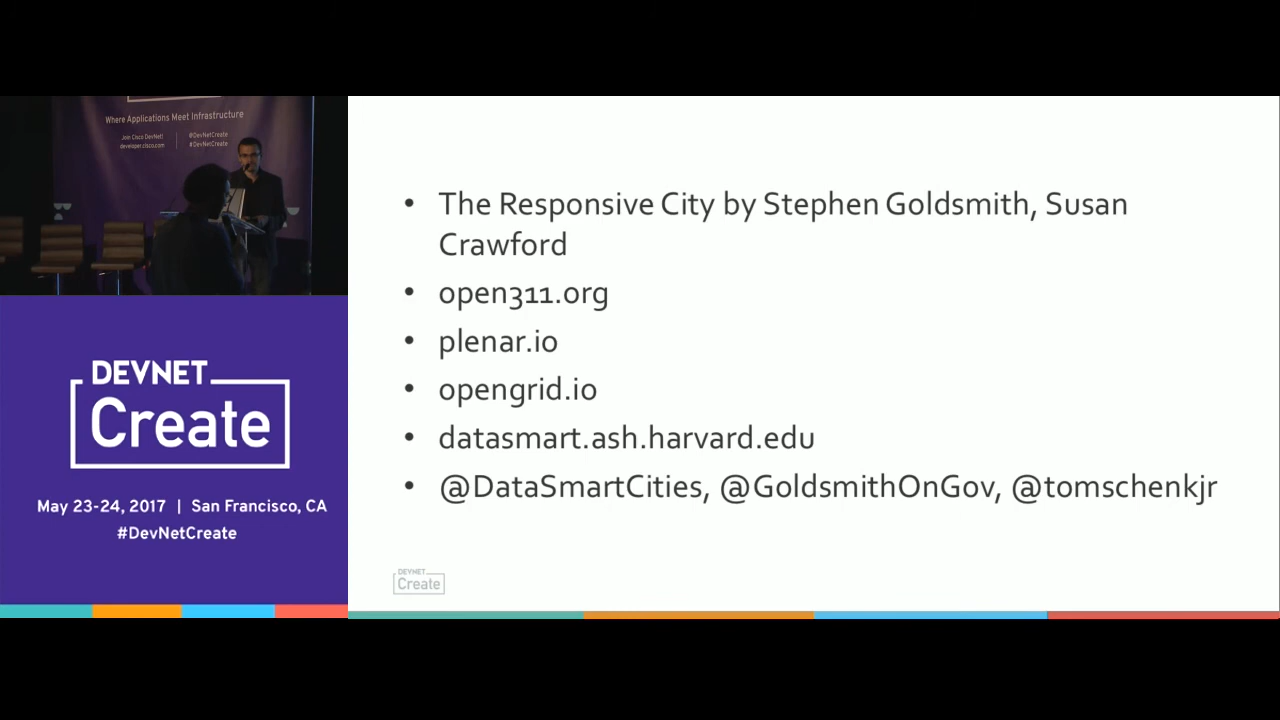 Where Applications Meet Infrastructure
Join Cisco DevNet!
developer.cisco.com
#DevNetCreate
#DevNetCreate
DEVNET
Create
May 23-24, 2017 | San Francisco, CA
#DevNetCreate
• The Responsive City by Stephen Goldsmith, Susan
Crawford
• open311.org
• plenar.io
• opengrid.io
• datasmart.ash.harvard.edu
• @DataSmartCities, @GoldsmithOnGov, @tomschenkjr
DEVNET
Create